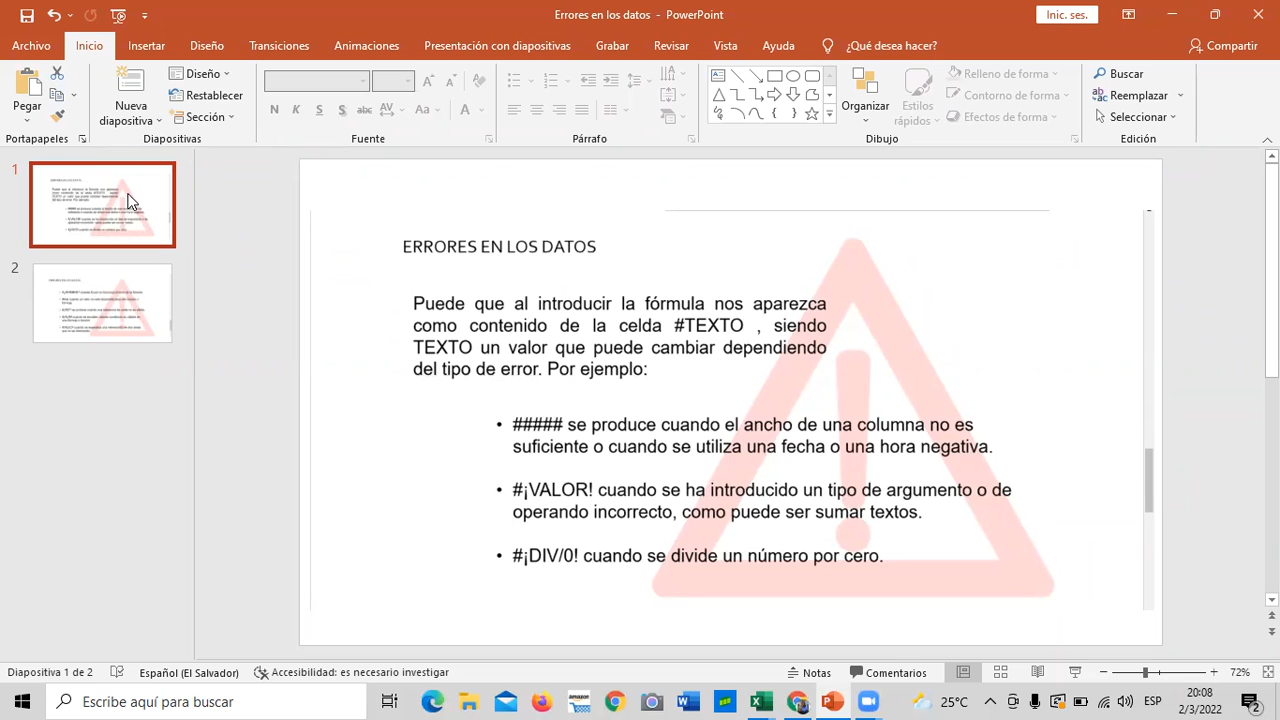 Errores en los datos - PowerPoint
Inic. ses.
Archivo Inicio Insertar Diseño Transiciones Animaciones Presentación con diapositivas Grabar Revisar Vista Ayuda ¿Qué desea hacer? Compartir
Pegar
Nueva diapositiva
Diseño
Restablecer
Sección
N K S S abc AV Aa A
Organizar
Estilos rápidos
Relleno de forma
Contorno de forma
Efectos de forma
Buscar
Reemplazar
Seleccionar
Portapapeles Diapositivas Fuente Párrafo Dibujo Edición
1
2
ERRORES EN LOS DATOS
Puede que al introducir la fórmula nos aparezca
como contenido de la celda #TEXTO , siendo
TEXTO un valor que puede cambiar dependiendo
del tipo de error. Por ejemplo:
• ##### se produce cuando el ancho de una columna no es
suficiente o cuando se utiliza una fecha o una hora negativa.
• #¡VALOR! cuando se ha introducido un tipo de argumento o de
operando incorrecto, como puede ser sumar textos.
• #¡DIV/0! cuando se divide un número por cero.
Diapositiva 1 de 2 Español (El Salvador) Accesibilidad: es necesario investigar Notas Comentarios 72%
Escribe aquí para buscar
amazon
25°C
ESP
20:08
2/3/2022
2